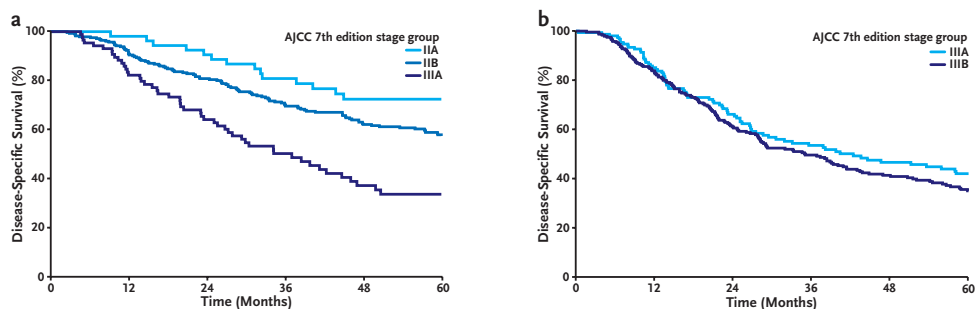 a
AJCC 7th edition stage group
IIA
IIB
IIIA
Disease-Specific Survival (%)
100
80
60
40
20
0
0 12 24 36 48 60
Time (Months)
b
AJCC 7th edition stage group
IIIA
IIIB
Disease-Specific Survival (%)
100
80
60
40
20
0
0 12 24 36 48 60
Time (Months)